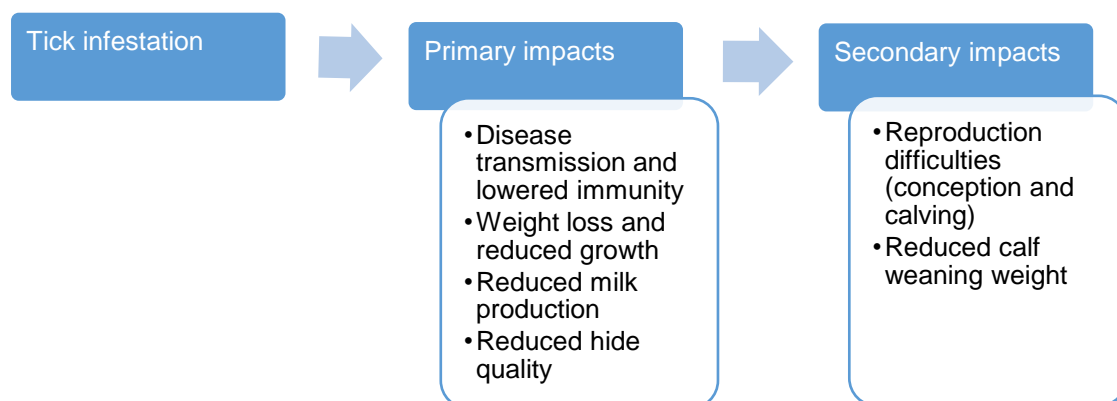 Tick infestation
Primary impacts
•Disease
transmission and
lowered immunity
•Weight loss and
reduced growth
•Reduced milk
production
•Reduced hide
quality
Secondary impacts
•Reproduction
difficulties
(conception and
calving)
•Reduced calf
weaning weight